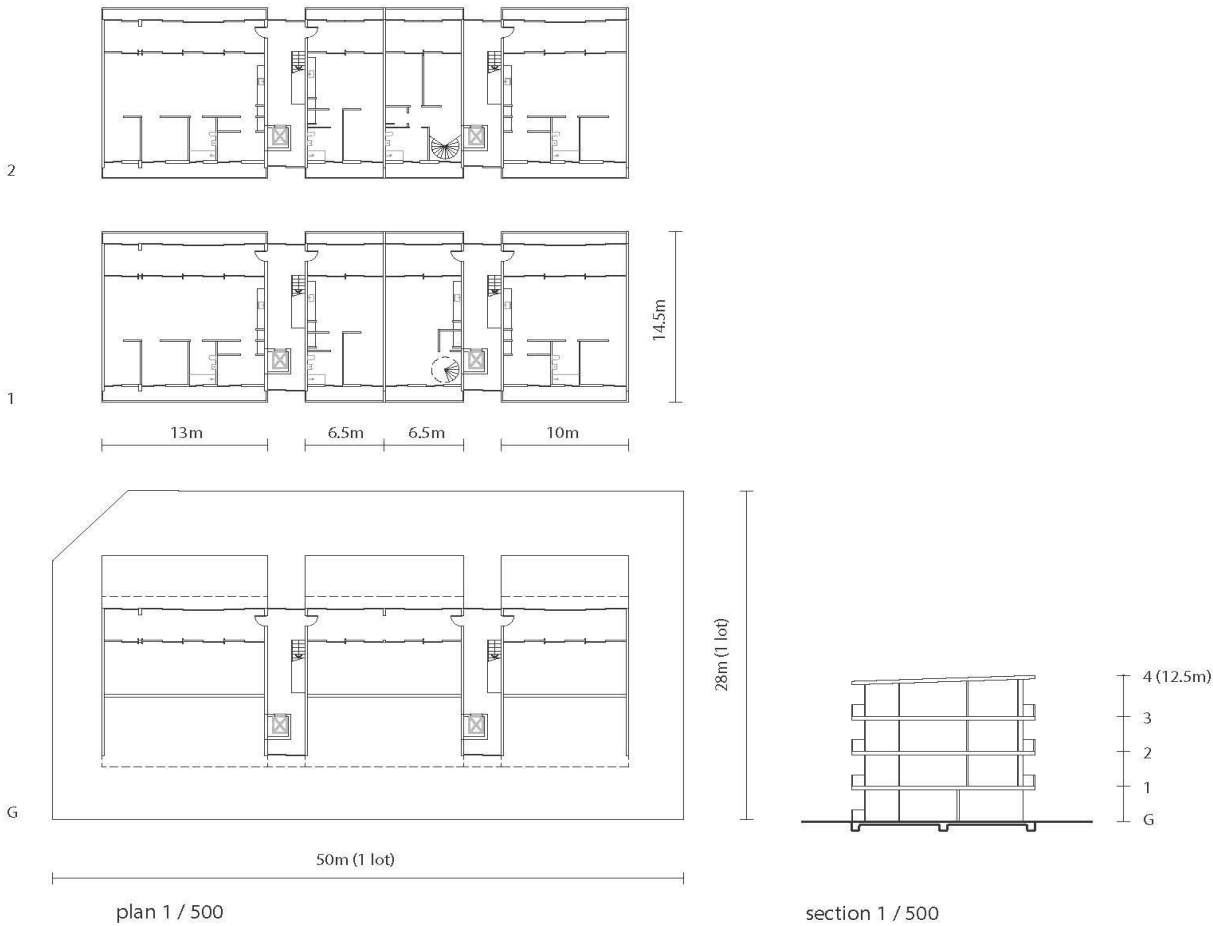 2
1
14.5m
13m
6.5m
6.5m
10m
28m (1 lot)
G
50m (1 lot)
4 (12.5m)
3
2
1
G
plan 1 / 500
section 1 / 500